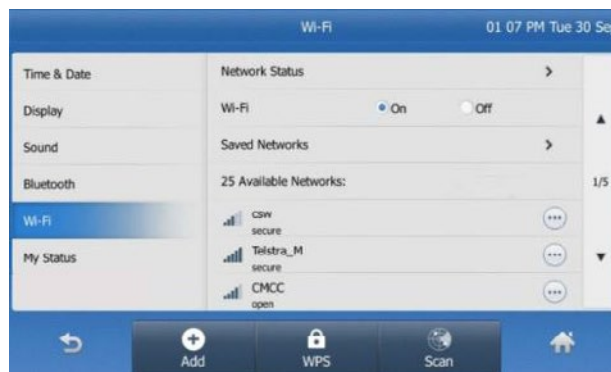 Wi-Fi
01 07 PM Tue 30 Se
Time & Date
Display
Sound
Bluetooth
Wi-Fi
My Status
Network Status
Wi-Fi On Off
Saved Networks
25 Available Networks:
csw
secure
Telstra_M
secure
CMCC
open
1/5
Add
WPS
Scan